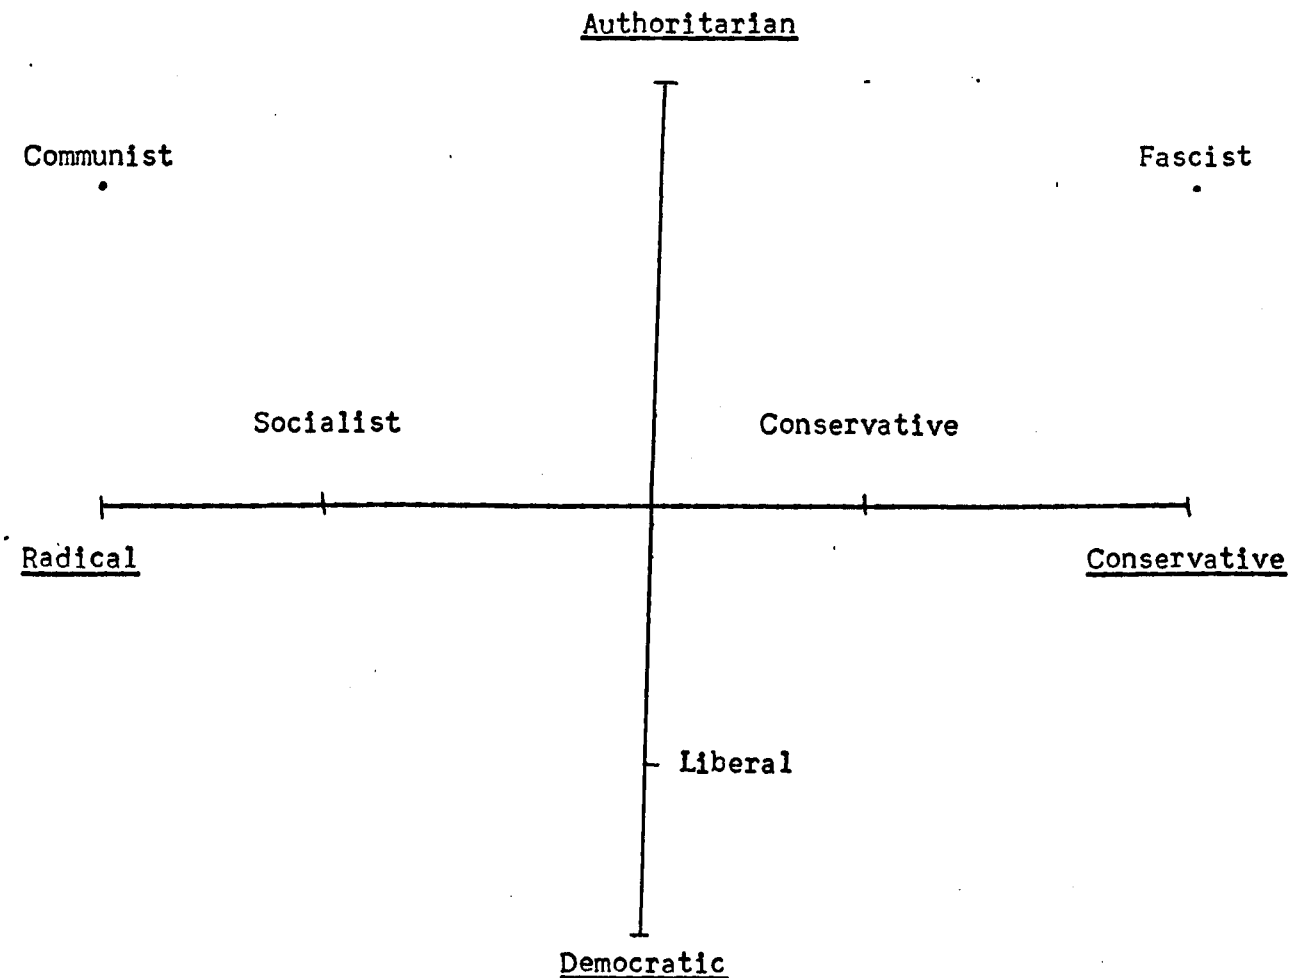 Authoritarian
Communist
Fascist
Socialist
Conservative
Radical
Conservative
Liberal
Democratic